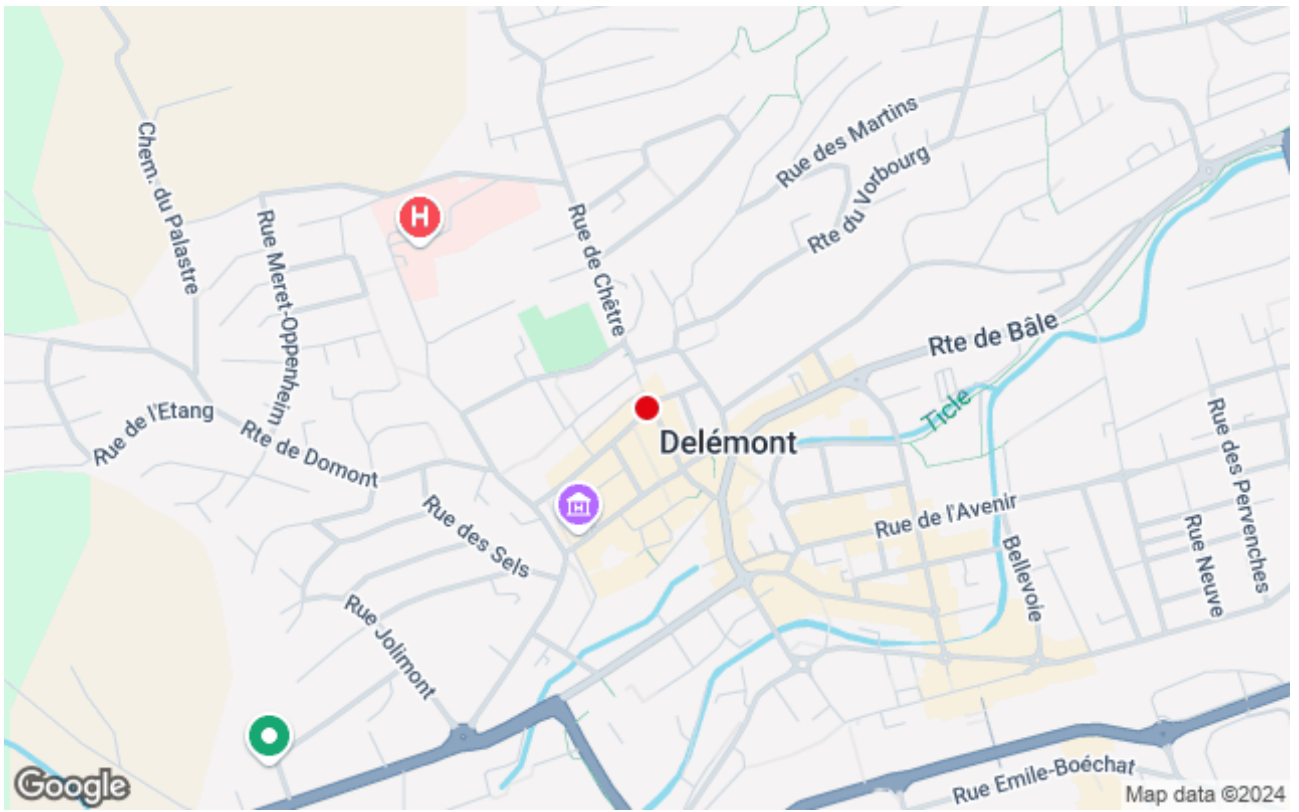 Rue des Martins
Chem. du Palastre
Rte du Vorbourg
H
Rue Meret-Oppenheim
Rue de Chêtre
Rte de Bâle
Ticle
Rue de l'Etang
Rte de Domont
Delémont
Rue des Pervenches
Rue des Sels
H
Rue de l'Avenir
Rue Neuve
Bellevoie
Rue Jolimont
Rue Emile-Boéchat
Google
Map data ©2024